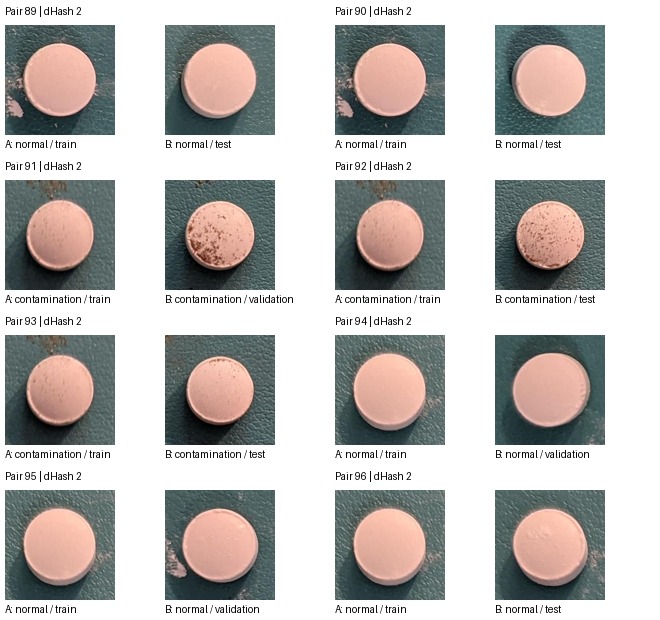 Pair 89 | dHash 2
Pair 90 | dHash 2
A: normal / train
B: normal / test
A: normal / train
B: normal / test
Pair 91 | dHash 2
Pair 92 | dHash 2
A: contamination / train
B: contamination / validation
A: contamination / train
B: contamination / test
Pair 93 | dHash 2
Pair 94 | dHash 2
A: contamination / train
B: contamination / test
A: normal / train
B: normal / validation
Pair 95 | dHash 2
Pair 96 | dHash 2
A: normal / train
B: normal / validation
A: normal / train
B: normal / test